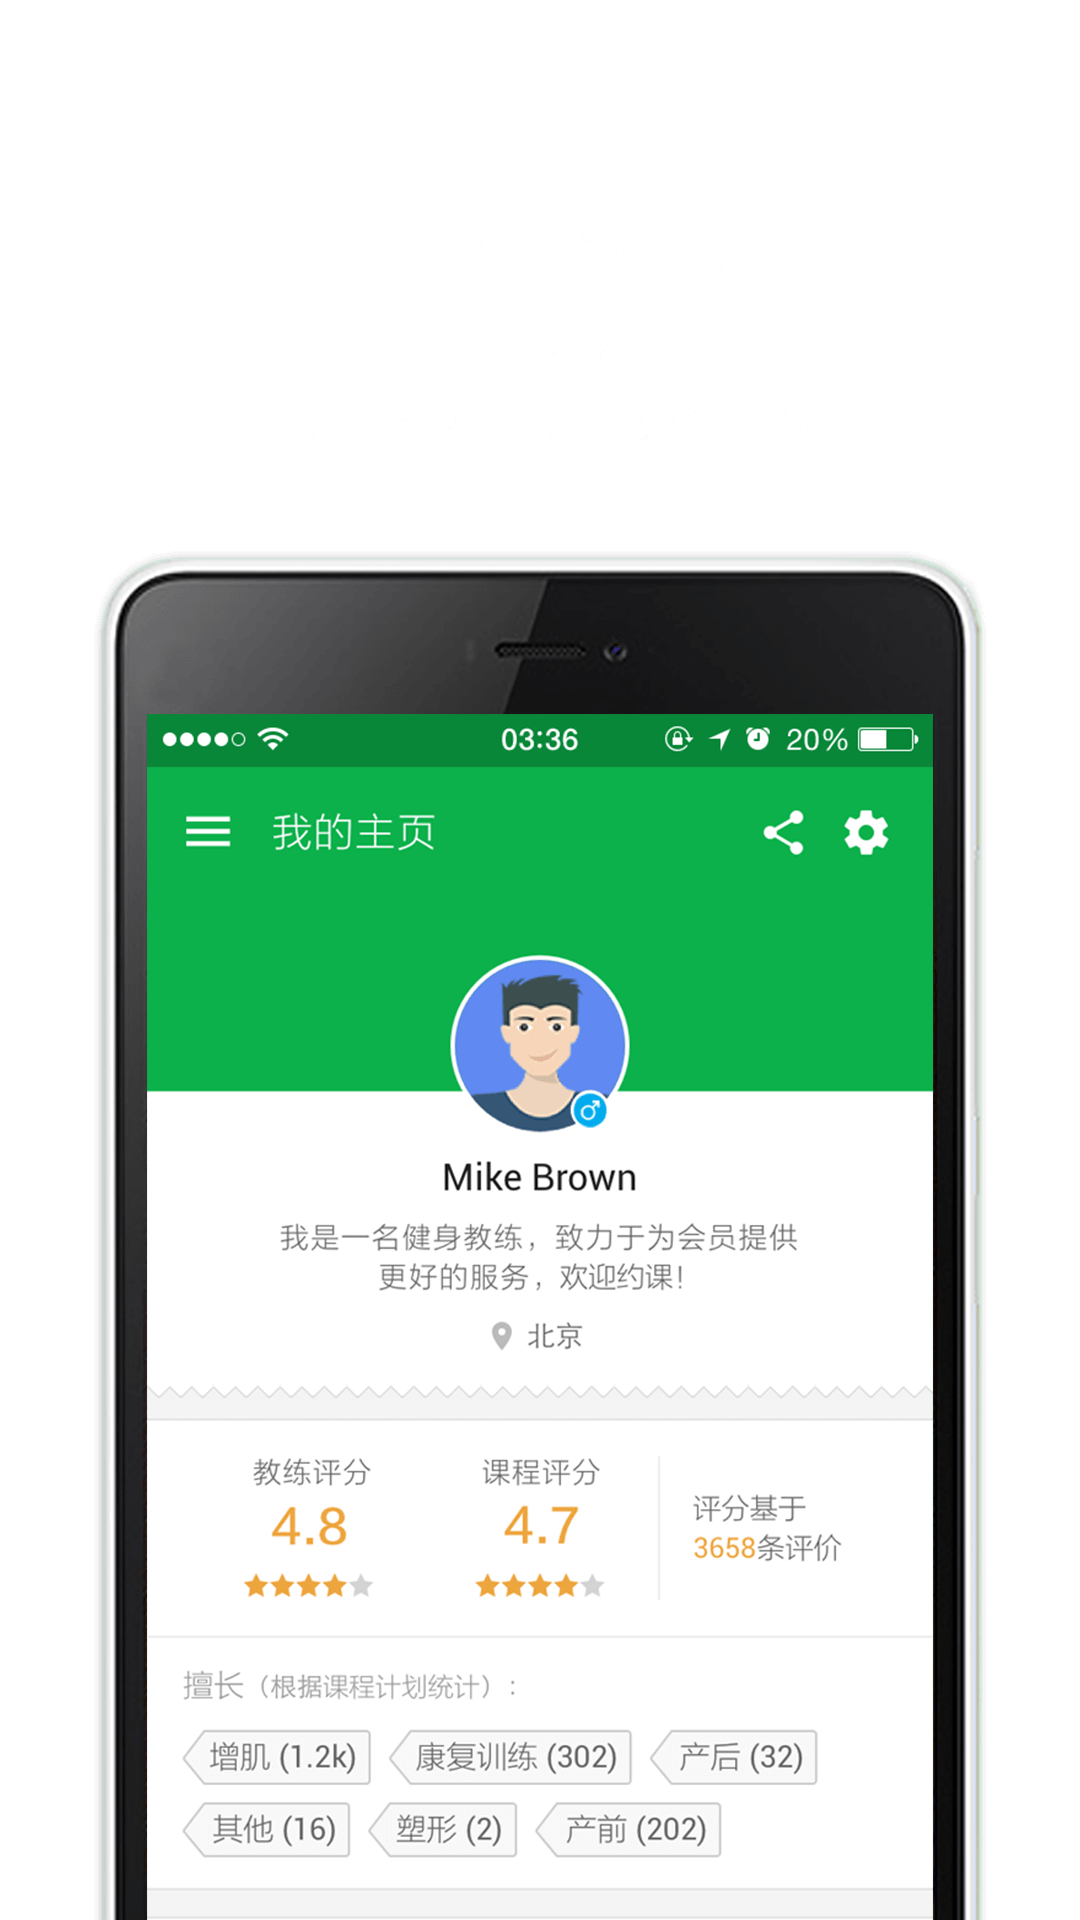 03:36
20%
我的主页
Mike Brown
我是一名健身教练，致力于为会员提供
更好的服务，欢迎约课！
北京
教练评分
4.8
课程评分
4.7
评分基于
3658条评价
擅长（根据课程计划统计）：
增肌 (1.2k)
康复训练 (302)
产后 (32)
其他 (16)
塑形 (2)
产前 (202)